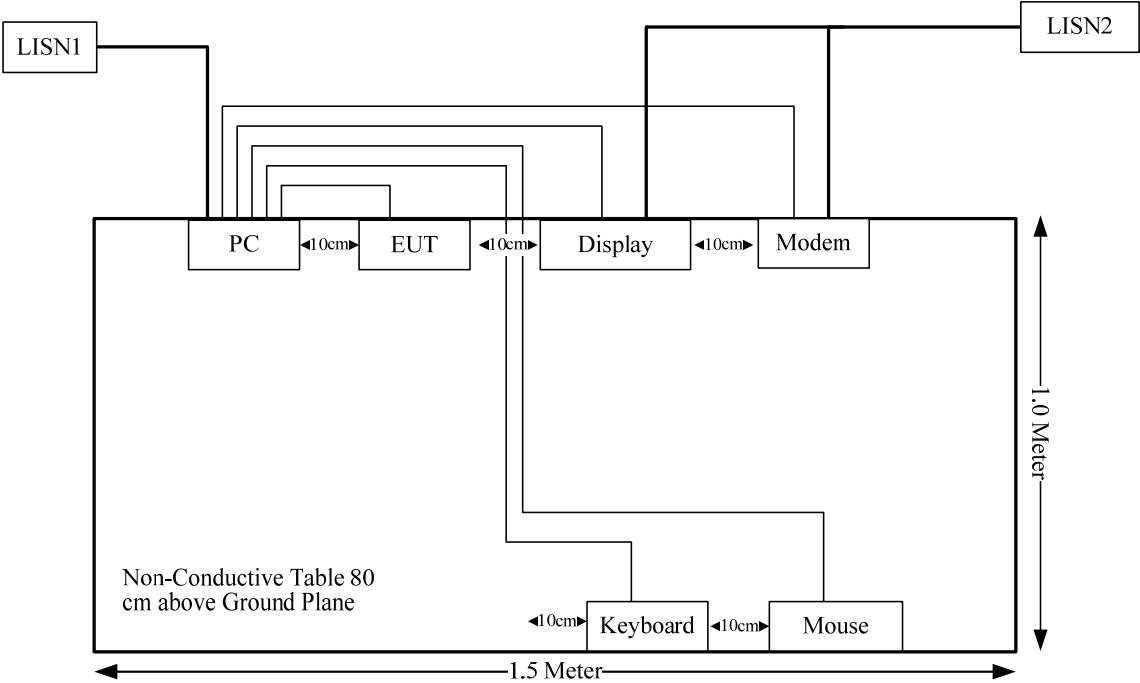 LISN1
LISN2
PC
10cm
EUT
10cm
Display
10cm
Modem
1.0 Meter
Non-Conductive Table 80
cm above Ground Plane
10cm
Keyboard
10cm
Mouse
1.5 Meter